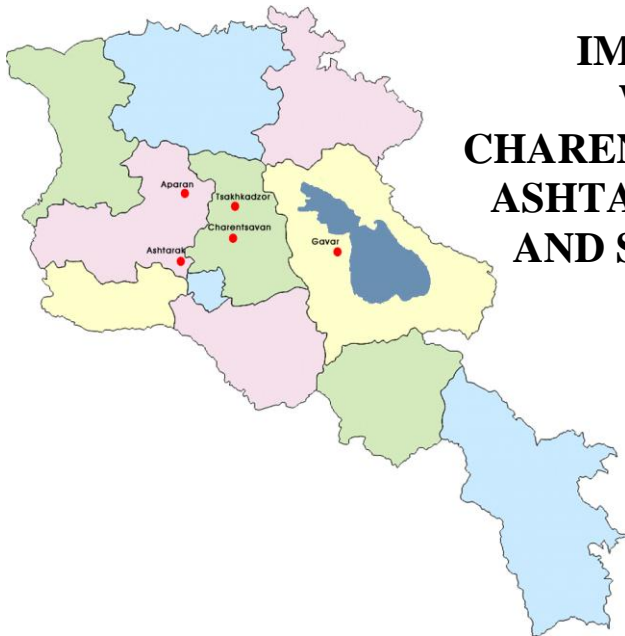 IM
CHAREN
ASHTA
AND S
Aparan
Tsakhkadzor
Charentsavan
Ashtarak
Gavar